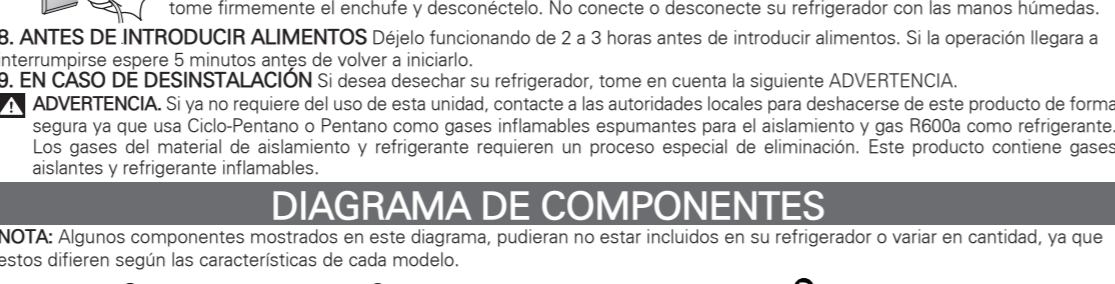 tome firmemente el enchufe y desconéctelo. No conecte o desconecte su refrigerador con las manos húmedas.
8. ANTES DE INTRODUCIR ALIMENTOS Déjelo funcionando de 2 a 3 horas antes de introducir alimentos. Si la operación llegara a
interrumpirse espere 5 minutos antes de volver a iniciarlo.
9. EN CASO DE DESINSTALACIÓN Si desea desechar su refrigerador, tome en cuenta la siguiente ADVERTENCIA.
ADVERTENCIA. Si ya no requiere del uso de esta unidad, contacte a las autoridades locales para deshacerse de este producto de forma
segura ya que usa Ciclo-Pentano o Pentano como gases inflamables espumantes para el aislamiento y gas R600a como refrigerante.
Los gases del material de aislamiento y refrigerante requieren un proceso especial de eliminación. Este producto contiene gases
aislantes y refrigerante inflamables.
DIAGRAMA DE COMPONENTES
NOTA: Algunos componentes mostrados en este diagrama, pudieran no estar incluidos en su refrigerador o variar en cantidad, ya que
estos difieren según las características de cada modelo.